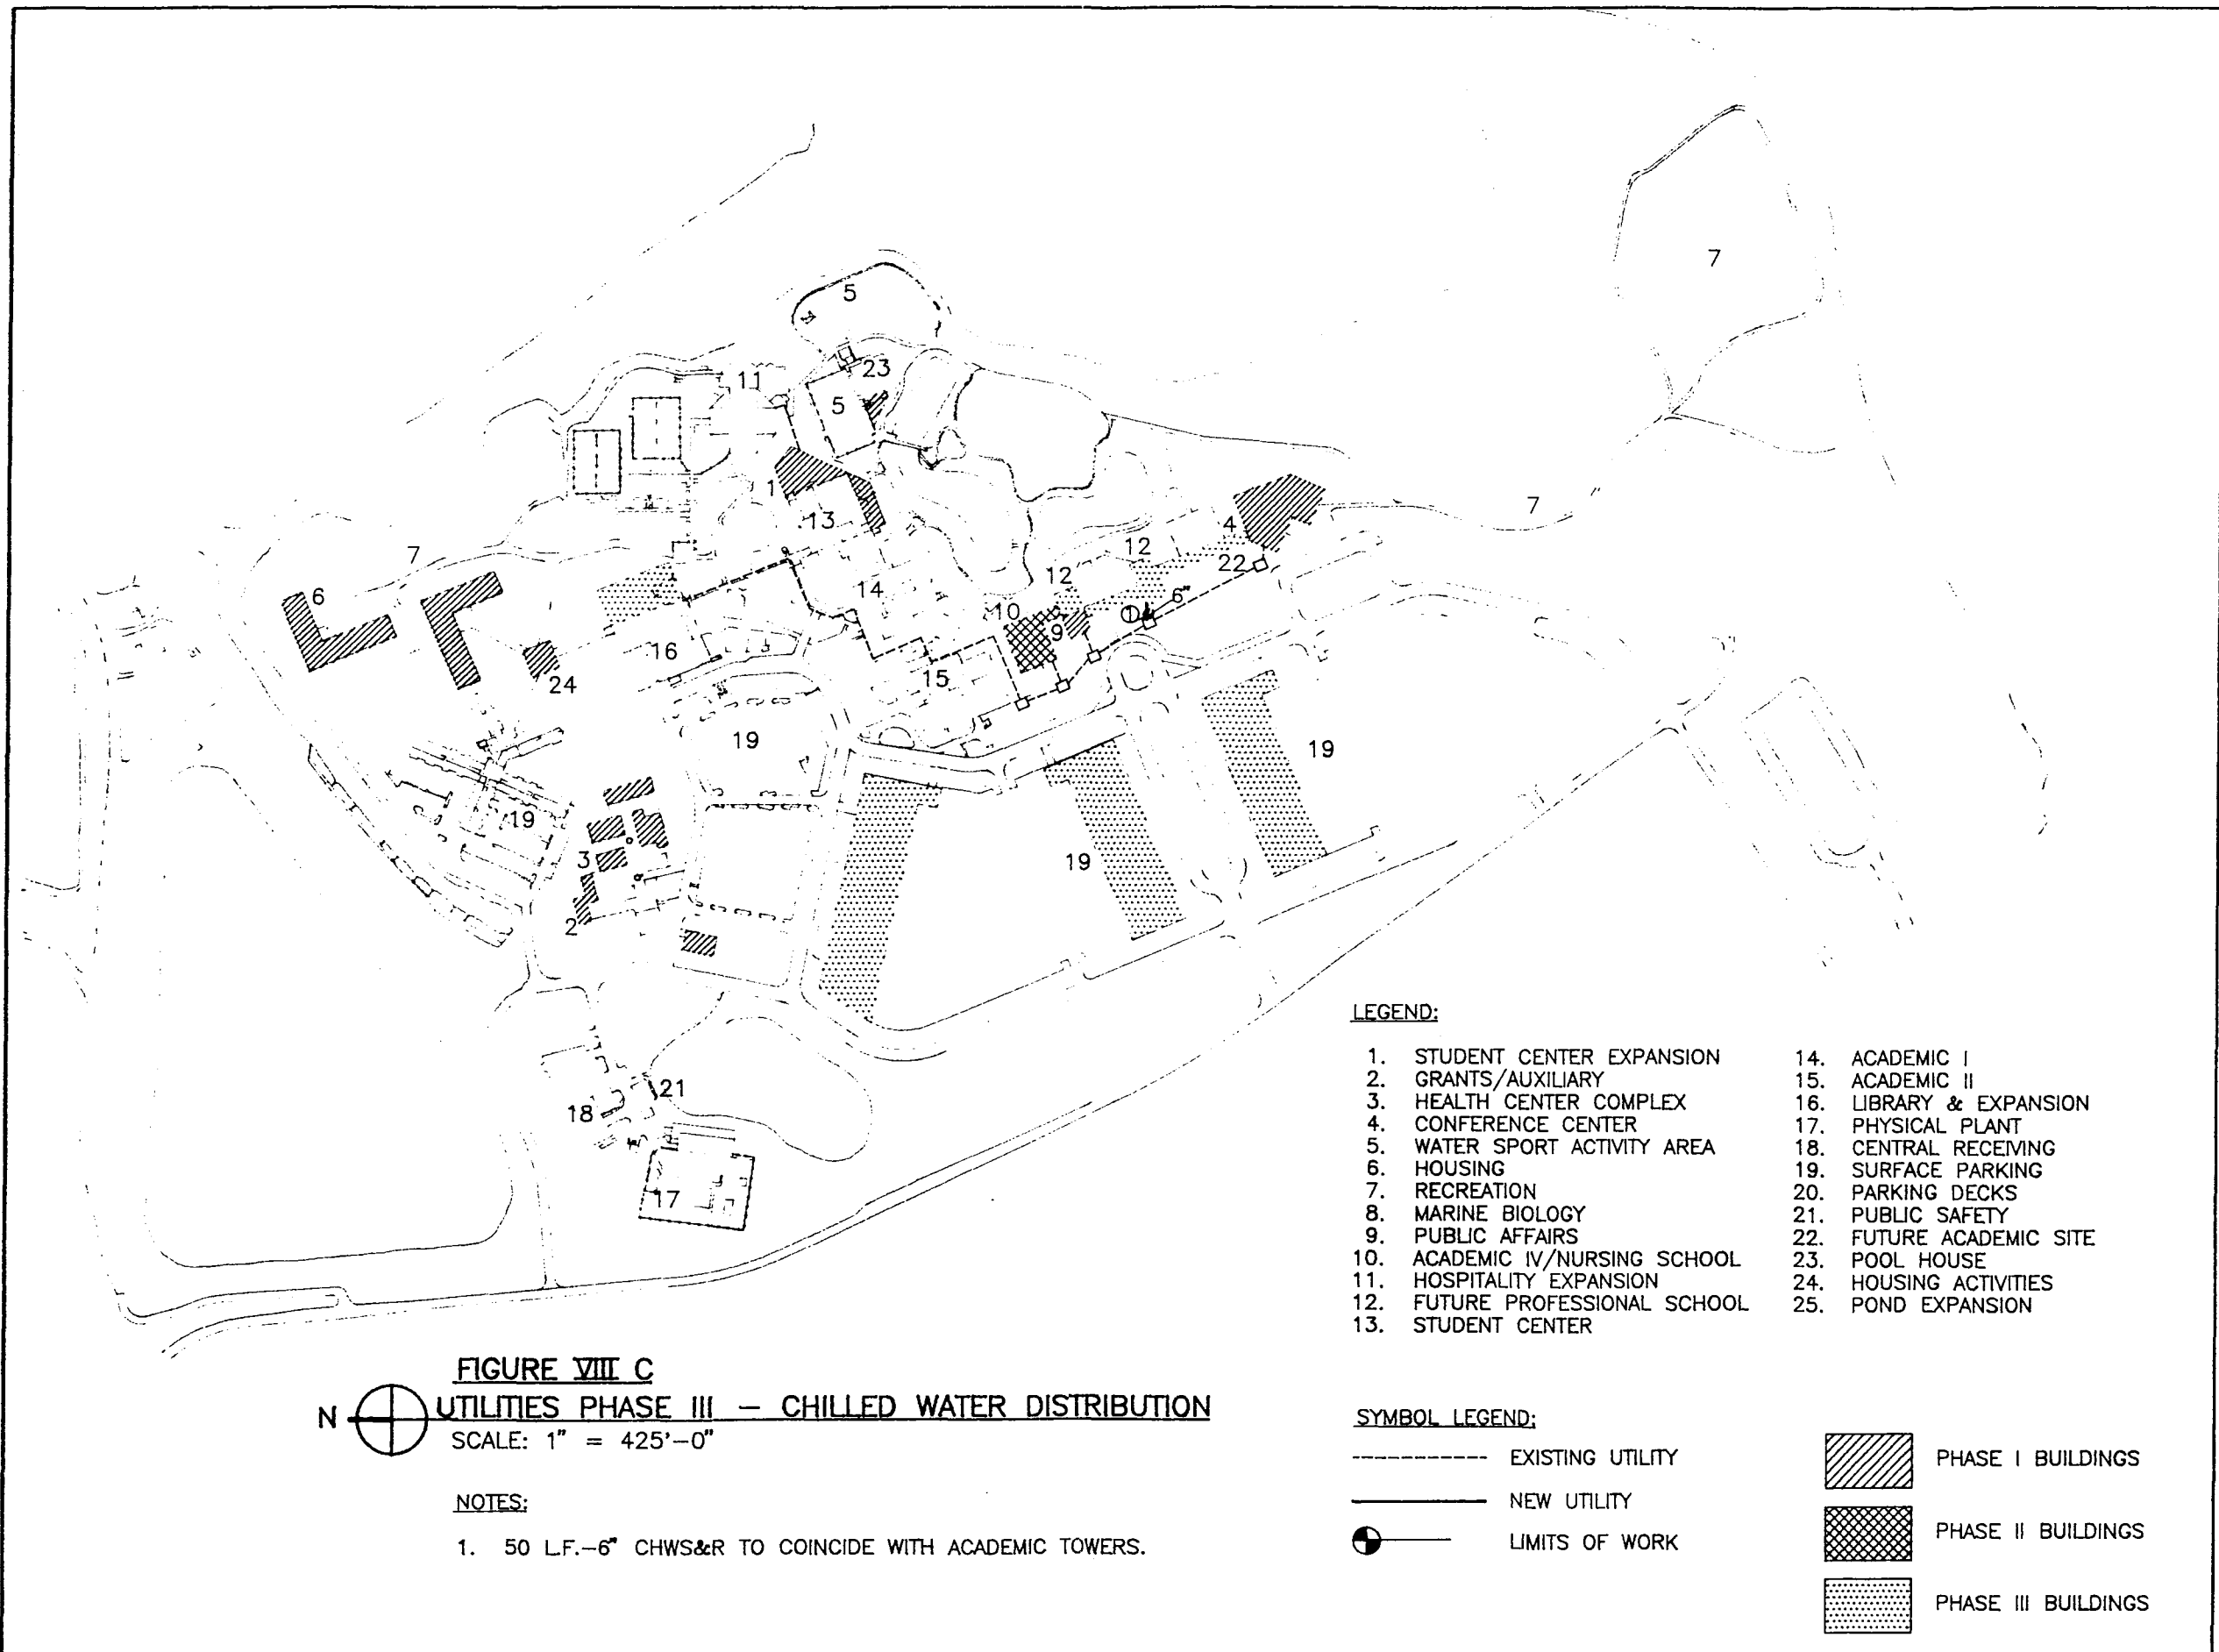 5
23
11
5
7
1
13
4
7
7
12
22
6
12
14
6"
10
1
9
16
24
15
19
19
19
3
19
2
21
18
17
LEGEND:
1. STUDENT CENTER EXPANSION
2. GRANTS/AUXILIARY
3. HEALTH CENTER COMPLEX
4. CONFERENCE CENTER
5. WATER SPORT ACTIVITY AREA
6. HOUSING
7. RECREATION
8. MARINE BIOLOGY
9. PUBLIC AFFAIRS
10. ACADEMIC IV/NURSING SCHOOL
11. HOSPITALITY EXPANSION
12. FUTURE PROFESSIONAL SCHOOL
13. STUDENT CENTER
14. ACADEMIC I
15. ACADEMIC II
16. LIBRARY & EXPANSION
17. PHYSICAL PLANT
18. CENTRAL RECEIVING
19. SURFACE PARKING
20. PARKING DECKS
21. PUBLIC SAFETY
22. FUTURE ACADEMIC SITE
23. POOL HOUSE
24. HOUSING ACTIVITIES
25. POND EXPANSION
FIGURE VIII C
N
UTILITIES PHASE III – CHILLED WATER DISTRIBUTION
SCALE: 1" = 425'-0"
NOTES:
1. 50 L.F.-6" CHWS&R TO COINCIDE WITH ACADEMIC TOWERS.
SYMBOL LEGEND:
EXISTING UTILITY
NEW UTILITY
LIMITS OF WORK
PHASE I BUILDINGS
PHASE II BUILDINGS
PHASE III BUILDINGS